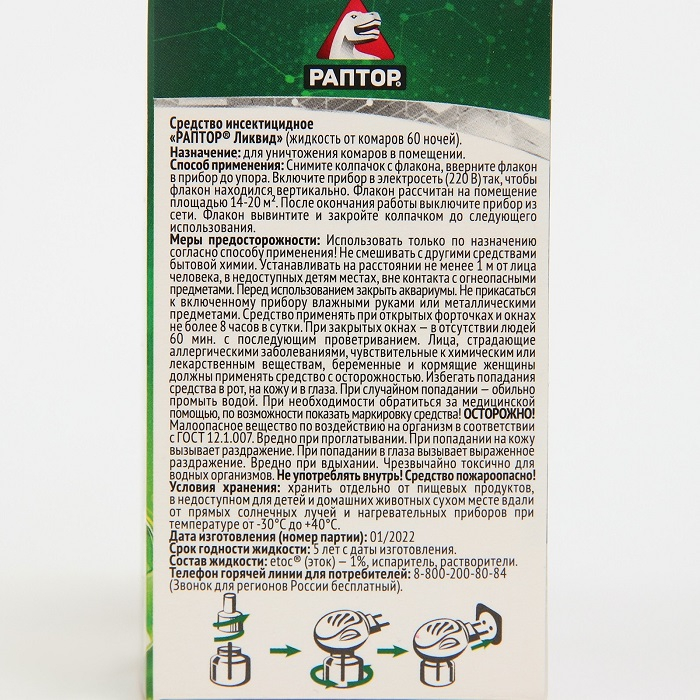 РАПТОР®
Средство инсектицидное
«РАПТОР® Ликвид» (жидкость от комаров 60 ночей).
Назначение: для уничтожения комаров в помещении.
Способ применения: Снимите колпачок с флакона, вверните флакон
в прибор до упора. Включите прибор в электросеть (220 В) так, чтобы
флакон находился вертикально. Флакон рассчитан на помещение
площадью 14-20 м². После окончания работы выключите прибор из
сети. Флакон вывинтите и закройте колпачком до следующего
использования.
Меры предосторожности: Использовать только по назначению
согласно способу применения! Не смешивать с другими средствами
бытовой химии. Устанавливать на расстоянии не менее 1 м от лица
человека, в недоступных детям местах, вне контакта с огнеопасными
предметами. Перед использованием закрыть аквариумы. Не прикасаться
к включенному прибору влажными руками или металлическими
предметами. Средство применять при открытых форточках и окнах
не более 8 часов в сутки. При закрытых окнах — в отсутствии людей
60 мин. с последующим проветриванием. Лица, страдающие
аллергическими заболеваниями, чувствительные к химическим или
лекарственным веществам, беременные и кормящие женщины
должны применять средство с осторожностью. Избегать попадания
средства в рот, на кожу и в глаза. При случайном попадании — обильно
промыть водой. При необходимости обратиться за медицинской
помощью, по возможности показать маркировку средства! ОСТОРОЖНО!
Малоопасное вещество по воздействию на организм в соответствии
с ГОСТ 12.1.007. Вредно при проглатывании. При попадании на кожу
вызывает раздражение. При попадании в глаза вызывает выраженное
раздражение. Вредно при вдыхании. Чрезвычайно токсично для
водных организмов. Не употреблять внутрь! Средство пожароопасно!
Условия хранения: хранить отдельно от пищевых продуктов,
в недоступном для детей и домашних животных сухом месте вдали
от прямых солнечных лучей и нагревательных приборов при
температуре от -30°С до +40°С.
Дата изготовления (номер партии): 01/2022
Срок годности жидкости: 5 лет с даты изготовления.
Состав жидкости: etoc® (эток) — 1%, испаритель, растворители.
Телефон горячей линии для потребителей: 8-800-200-80-84
(Звонок для регионов России бесплатный).